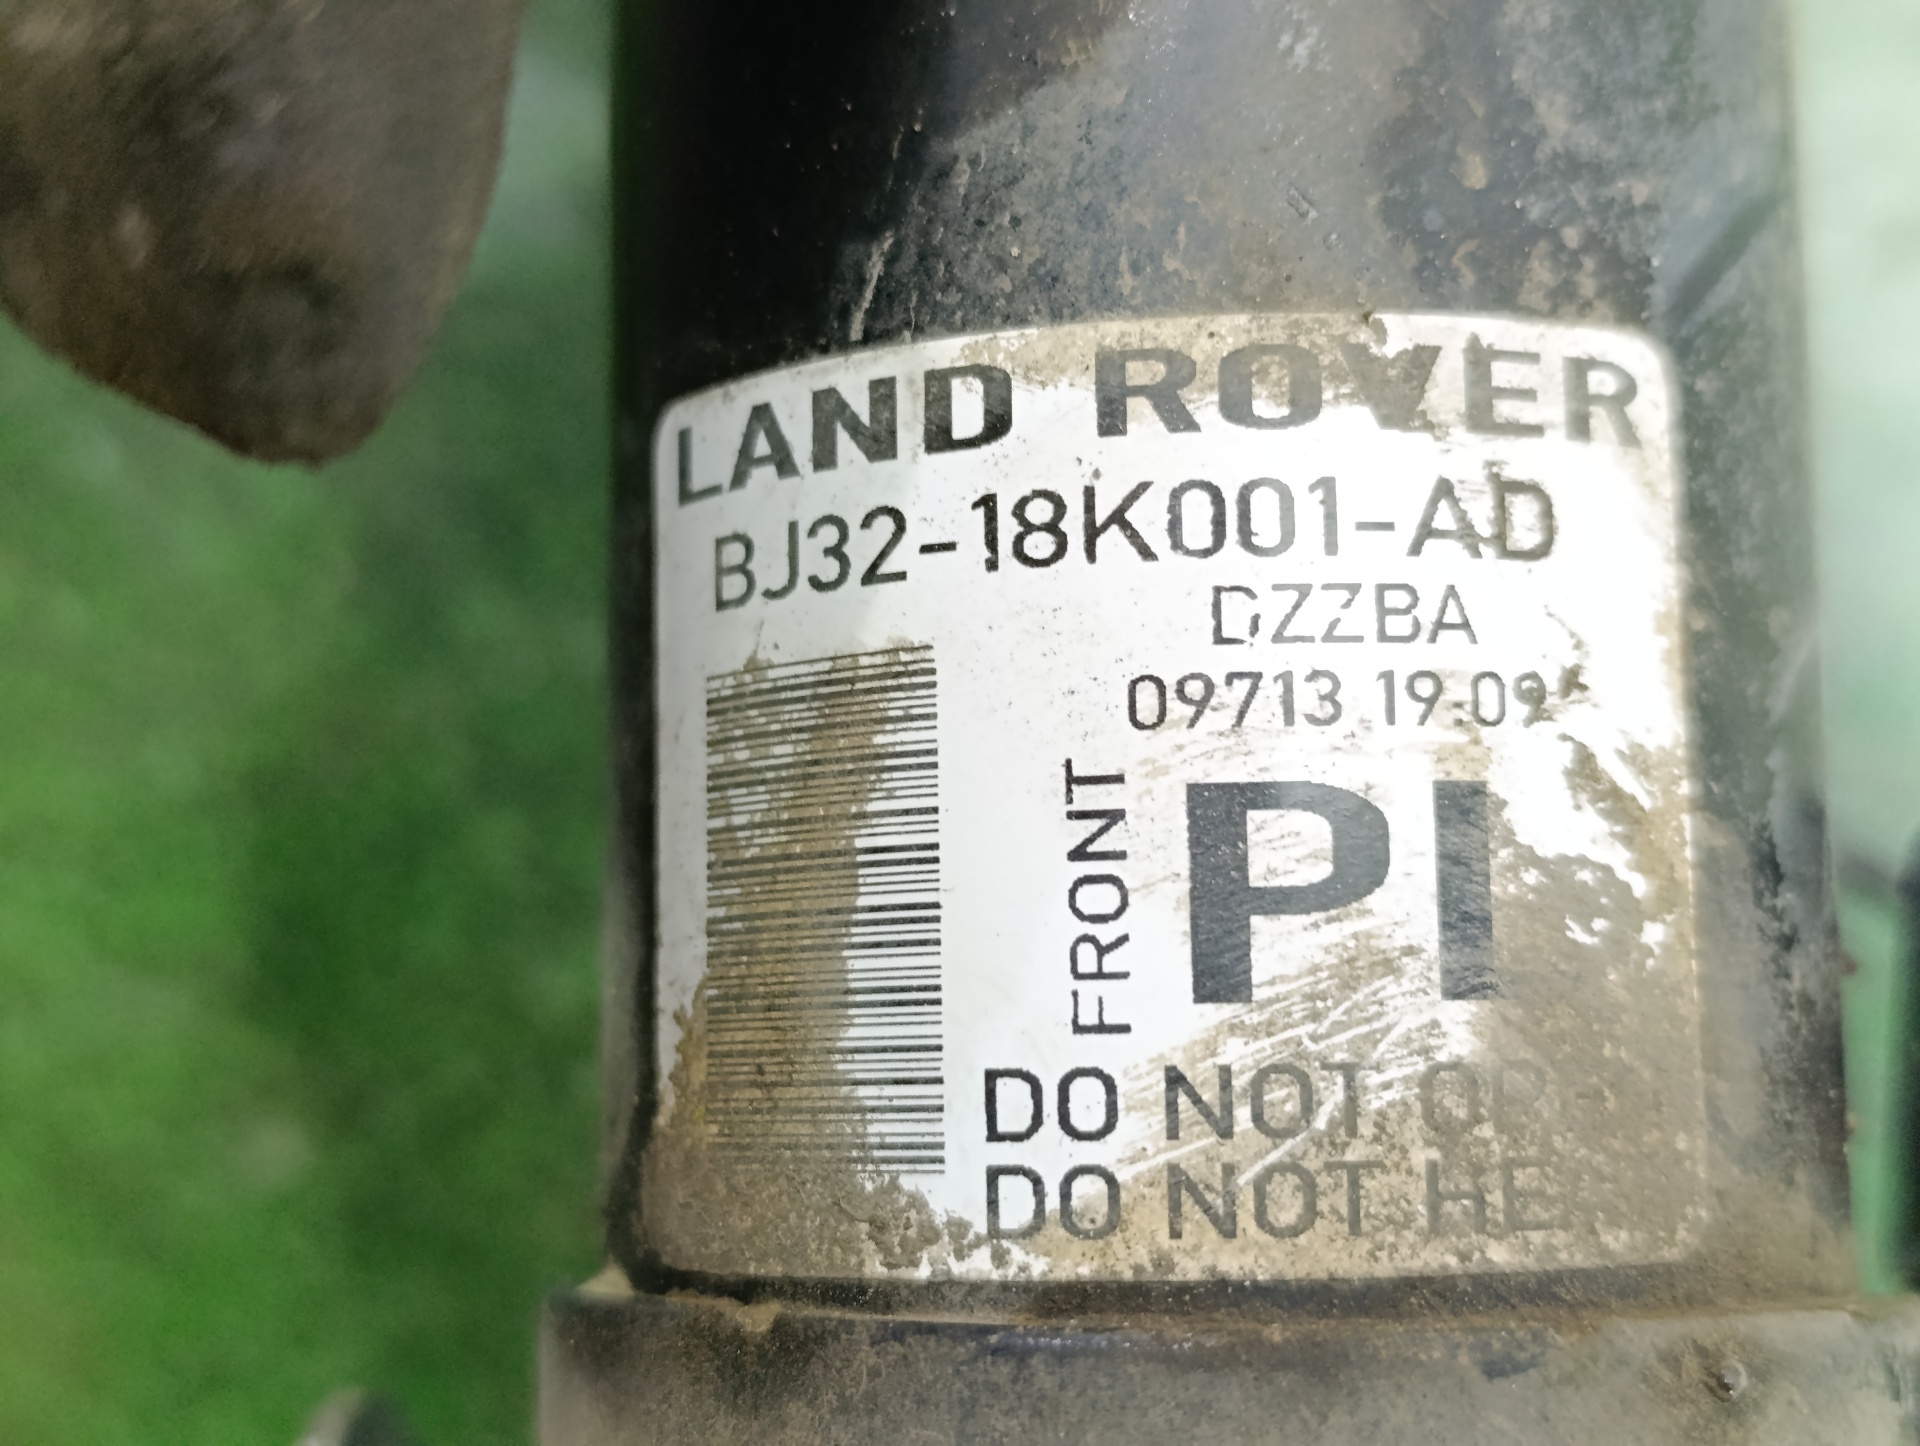 LAND ROVER
BJ32-18K001-AD
DZZBA
09713 19:09
FRONT
PI
DO NOT
DO NOT